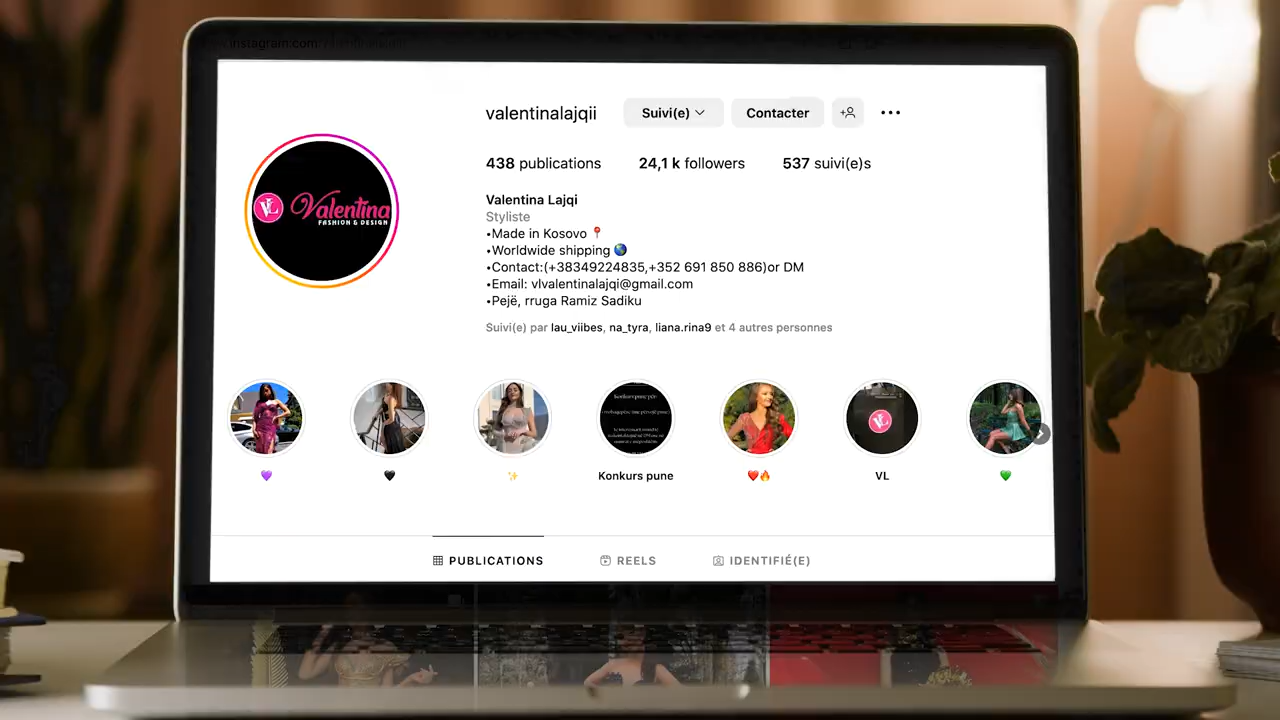 valentinalajqii Suivi(e) Contacter
438 publications 24,1 k followers 537 suivi(e)s
Valentina Lajqi
Styliste
•Made in Kosovo 📍
•Worldwide shipping 🌎
•Contact:(+38349224835,+352 691 850 886)or DM
•Email: vlvalentinalajqi@gmail.com
•Pejë, rruga Ramiz Sadiku
Suivi(e) par lau_viibes, na_tyra, liana.rina9 et 4 autres personnes
VL Valentina
FASHION & DESIGN
💜 🖤 ✨ Konkurs pune ❤️🔥 VL 💚
PUBLICATIONS REELS IDENTIFIÉ(E)